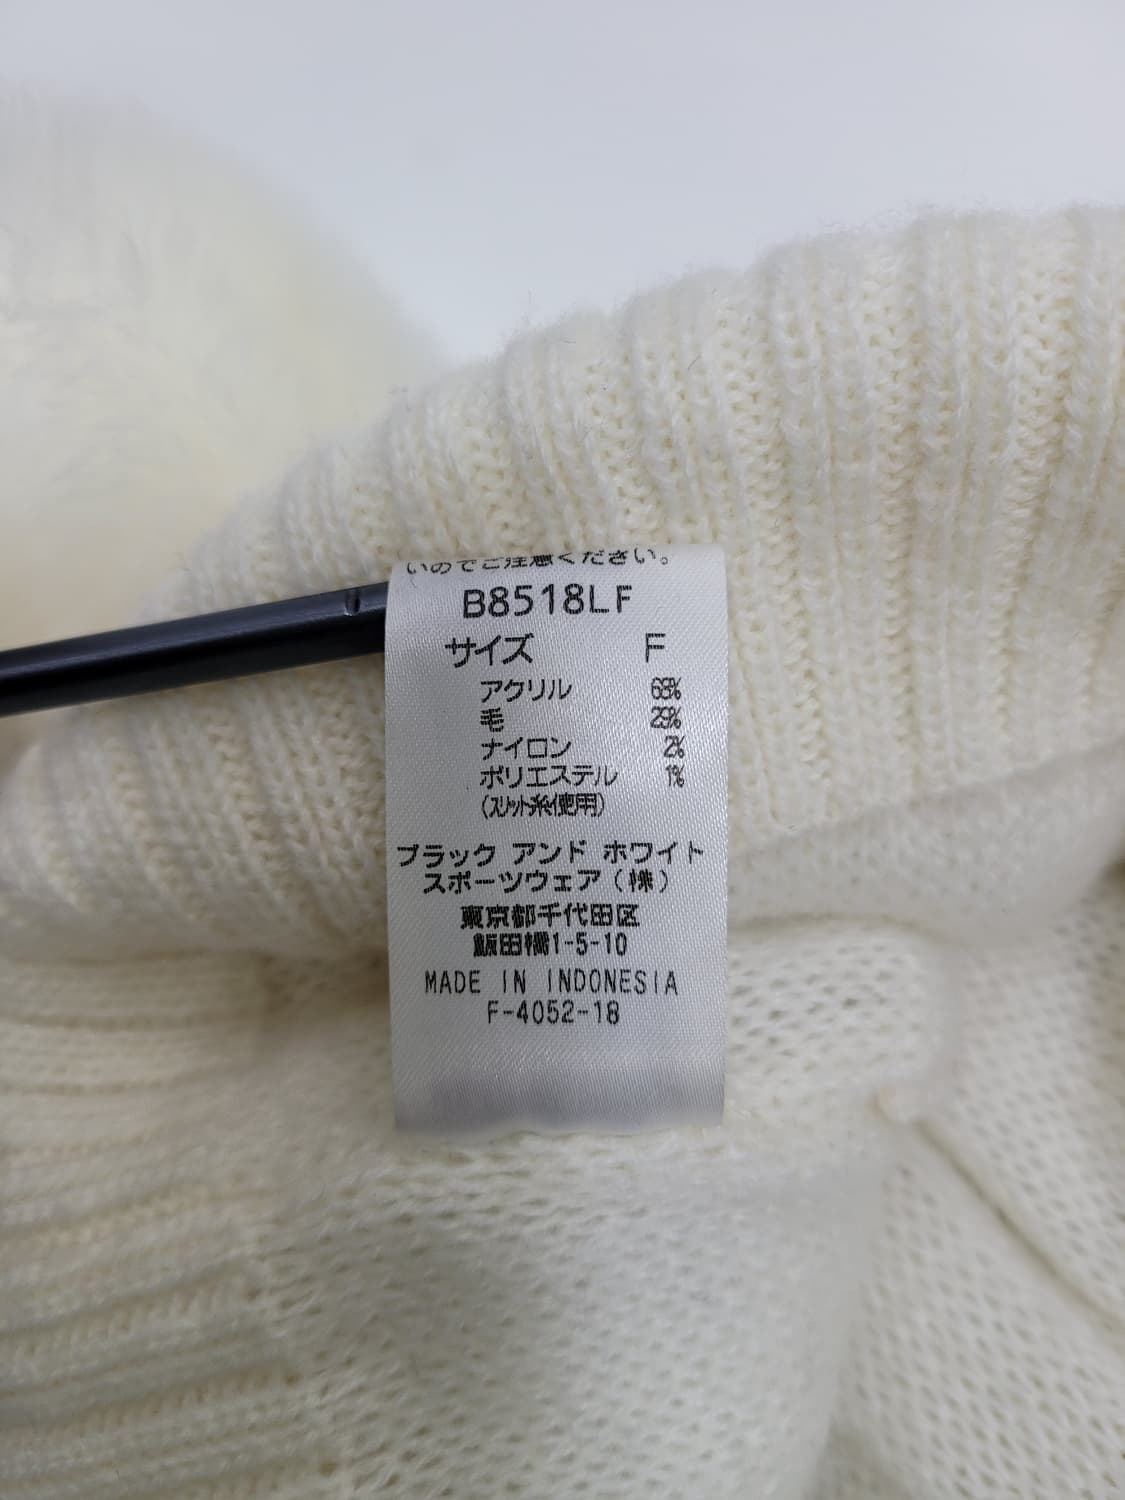 いのでご注意ください。
B8518LF
サイズ F
アクリル 68%
毛 29%
ナイロン 2%
ポリエステル 1%
(スリット糸使用)
ブラック アンド ホワイト
スポーツウェア(株)
東京都千代田区
飯田橋1-5-10
MADE IN INDONESIA
F-4052-18